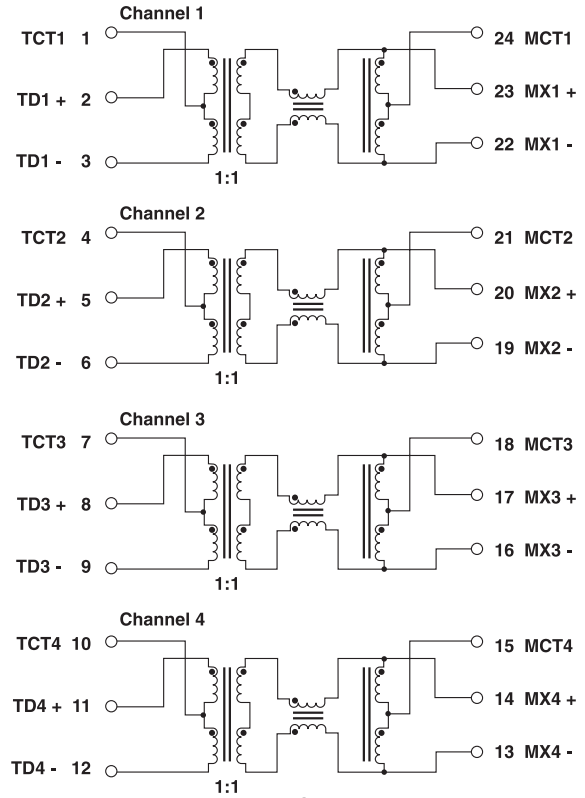 Channel 1
TCT1 1
24 MCT1
TD1 + 2
23 MX1 +
TD1 - 3
22 MX1 -
1:1
Channel 2
TCT2 4
21 MCT2
TD2 + 5
20 MX2 +
TD2 - 6
19 MX2 -
1:1
Channel 3
TCT3 7
18 MCT3
TD3 + 8
17 MX3 +
TD3 - 9
16 MX3 -
1:1
Channel 4
TCT4 10
15 MCT4
TD4 + 11
14 MX4 +
TD4 - 12
13 MX4 -
1:1